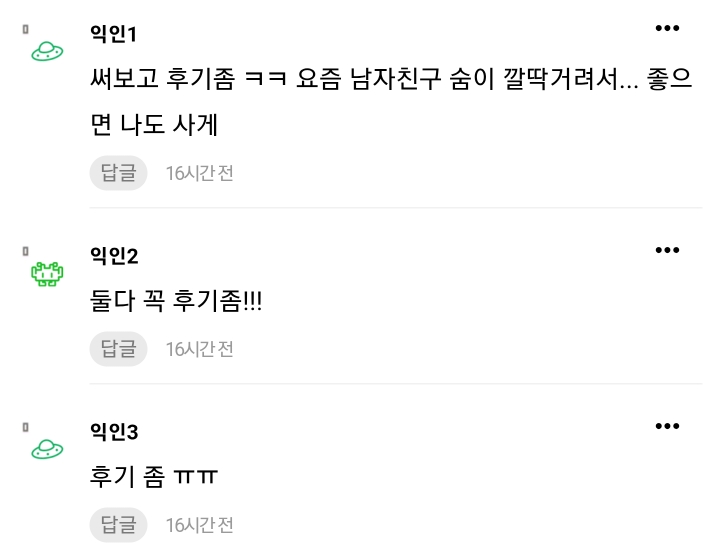 익인1
써보고 후기좀 ㅋㅋ 요즘 남자친구 숨이 깔딱거려서... 좋으
면 나도 사게
답글 16시간 전
익인2
둘다 꼭 후기좀!!!
답글 16시간 전
익인3
후기 좀 ㅠㅠ
답글 16시간 전